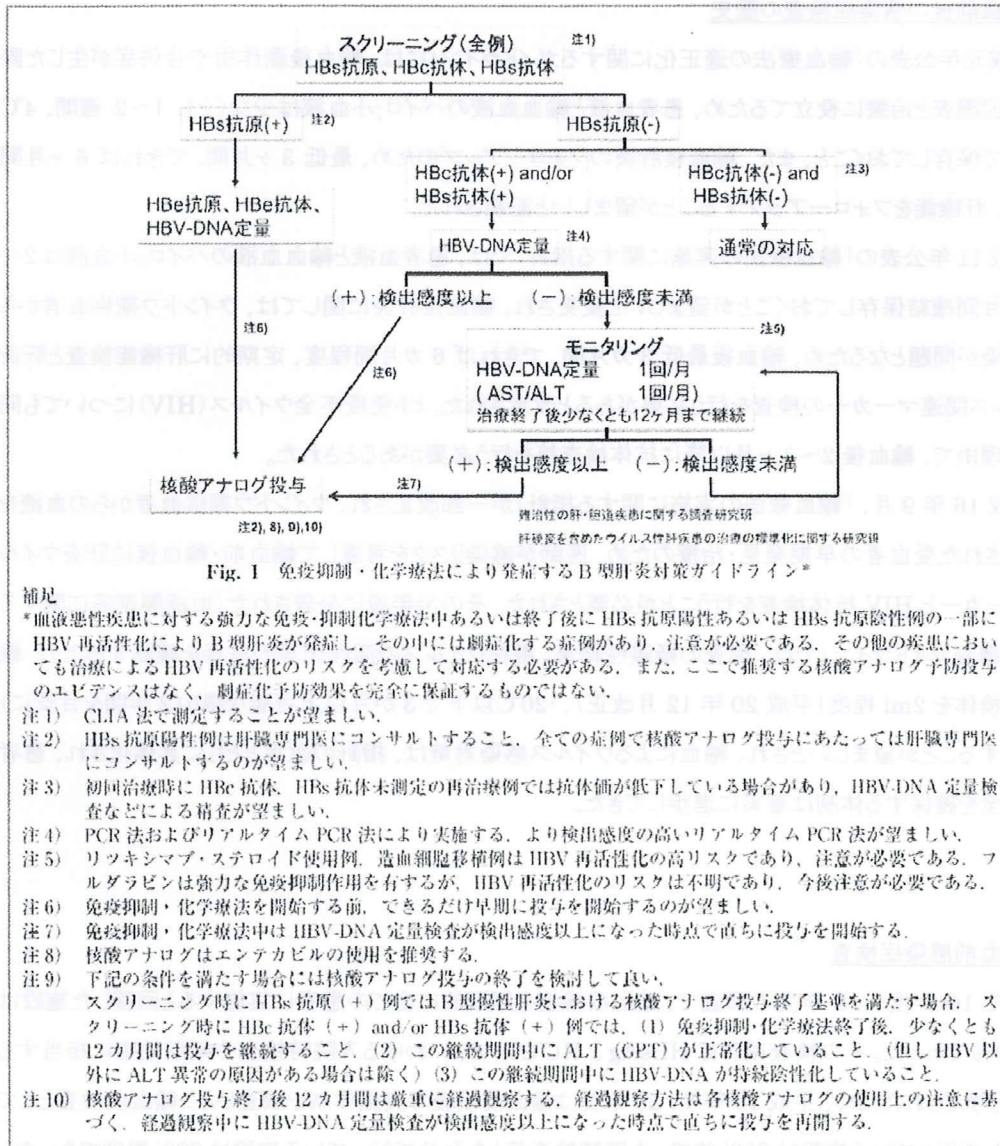 スクリーニング(全例) 注1)
HBs抗原、HBc抗体、HBs抗体
HBs抗原(+) 注2)
HBs抗原(-)
HBc抗体(+) and/or
HBs抗体(+)
HBc抗体(-) and 注3)
HBs抗体(-)
HBe抗原、HBe抗体、
HBV-DNA定量
HBV-DNA定量 注4)
通常の対応
(+):検出感度以上
(-):検出感度未満
注6)
注6)
注5)
モニタリング
HBV-DNA定量 1回/月
(AST/ALT 1回/月)
治療終了後少なくとも12ヶ月まで継続
(+):検出感度以上
(-):検出感度未満
注7)
核酸アナログ投与
注2), 8), 9),10)
難治性の肝・胆道疾患に関する調査研究班
肝硬変を含めたウイルス性肝疾患の治療の標準化に関する研究班
Fig. 1 免疫抑制・化学療法により発症するB型肝炎対策ガイドライン*
補足
*血液悪性疾患に対する強力な免疫・抑制化学療法中あるいは終了後にHBs抗原陽性あるいはHBs抗原陰性例の一部に
HBV再活性化によりB型肝炎が発症し,その中には劇症化する症例があり,注意が必要である.その他の疾患におい
ても治療によるHBV再活性化のリスクを考慮して対応する必要がある.また,ここで推奨する核酸アナログ予防投与
のエビデンスはなく,劇症化予防効果を完全に保証するものではない.
注1) CLIA法で測定することが望ましい.
注2) HBs抗原陽性例は肝臓専門医にコンサルトすること,全ての症例で核酸アナログ投与にあたっては肝臓専門医
にコンサルトするのが望ましい.
注3) 初回治療時にHBc抗体,HBs抗体未測定の再治療例では抗体価が低下している場合があり,HBV-DNA定量検
査などによる精査が望ましい.
注4) PCR法およびリアルタイムPCR法により実施する.より検出感度の高いリアルタイムPCR法が望ましい.
注5) リツキシマブ・ステロイド使用例,造血細胞移植例はHBV再活性化の高リスクであり,注意が必要である.フ
ルダラビンは強力な免疫抑制作用を有するが,HBV再活性化のリスクは不明であり,今後注意が必要である.
注6) 免疫抑制・化学療法を開始する前,できるだけ早期に投与を開始するのが望ましい.
注7) 免疫抑制・化学療法中はHBV-DNA定量検査が検出感度以上になった時点で直ちに投与を開始する.
注8) 核酸アナログはエンテカビルの使用を推奨する.
注9) 下記の条件を満たす場合には核酸アナログ投与の終了を検討して良い.
スクリーニング時にHBs抗原(+)例ではB型慢性肝炎における核酸アナログ投与終了基準を満たす場合.ス
クリーニング時にHBc抗体(+) and/or HBs抗体(+)例では,(1)免疫抑制・化学療法終了後,少なくとも
12カ月間は投与を継続すること,(2)この継続期間中にALT(GPT)が正常化していること,(但しHBV以
外にALT異常の原因がある場合は除く)(3)この継続期間中にHBV-DNAが持続陰性化していること.
注10) 核酸アナログ投与終了後12カ月間は厳重に経過観察する.経過観察方法は各核酸アナログの使用上の注意に基
づく.経過観察中にHBV-DNA定量検査が検出感度以上になった時点で直ちに投与を再開する.